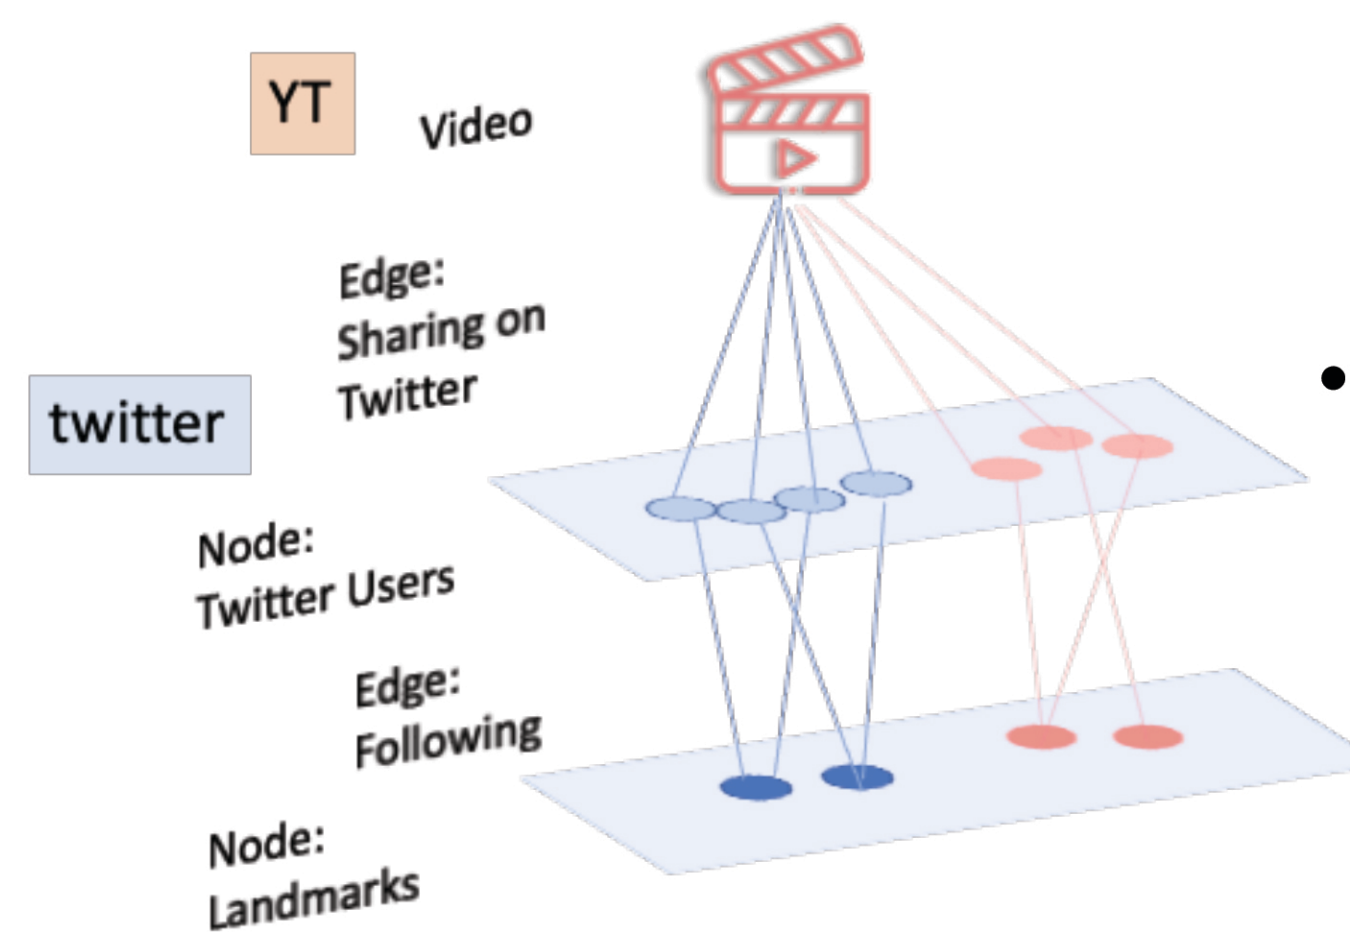 YT
Video
Edge:
Sharing on
Twitter
twitter
Node:
Twitter Users
Edge:
Following
Node:
Landmarks